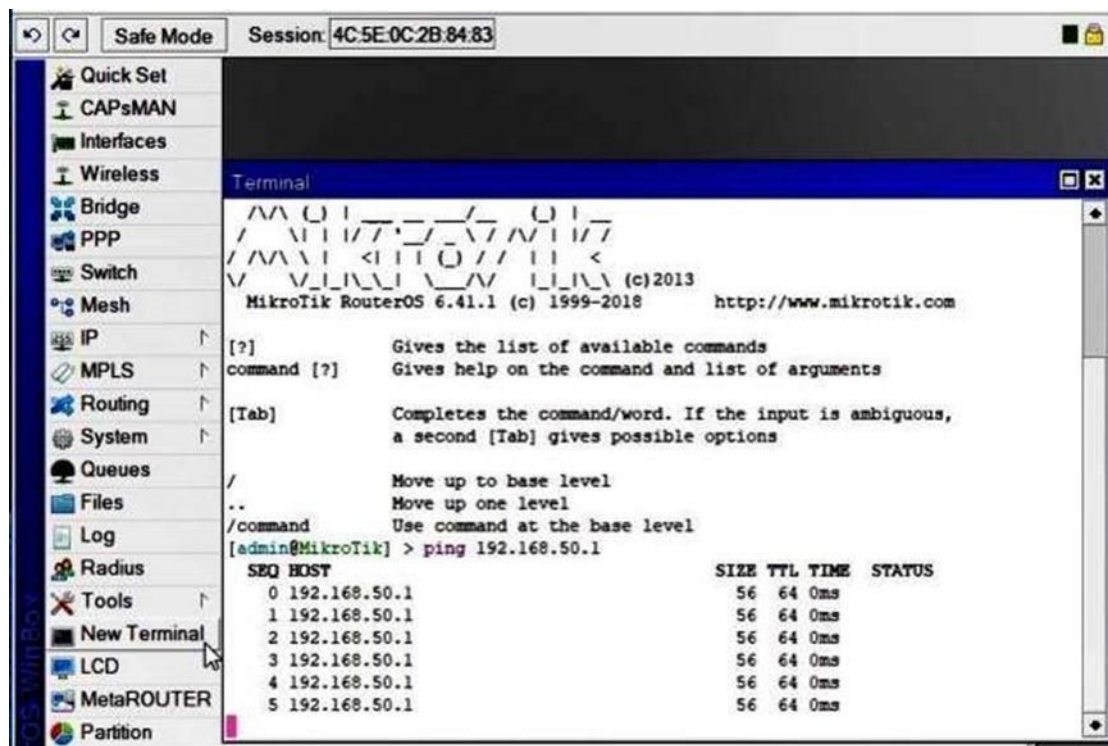 Safe Mode Session: 4C:5E:0C:2B:84:83
Quick Set
CAPsMAN
Interfaces
Wireless
Bridge
PPP
Switch
Mesh
IP
MPLS
Routing
System
Queues
Files
Log
Radius
Tools
New Terminal
LCD
MetaROUTER
Partition
OS WinBox
Terminal
(c)2013
MikroTik RouterOS 6.41.1 (c) 1999-2018 http://www.mikrotik.com
[?] Gives the list of available commands
command [?] Gives help on the command and list of arguments
[Tab] Completes the command/word. If the input is ambiguous,
a second [Tab] gives possible options
/ Move up to base level
.. Move up one level
/command Use command at the base level
[admin@MikroTik] > ping 192.168.50.1
SEQ HOST SIZE TTL TIME STATUS
0 192.168.50.1 56 64 0ms
1 192.168.50.1 56 64 0ms
2 192.168.50.1 56 64 0ms
3 192.168.50.1 56 64 0ms
4 192.168.50.1 56 64 0ms
5 192.168.50.1 56 64 0ms